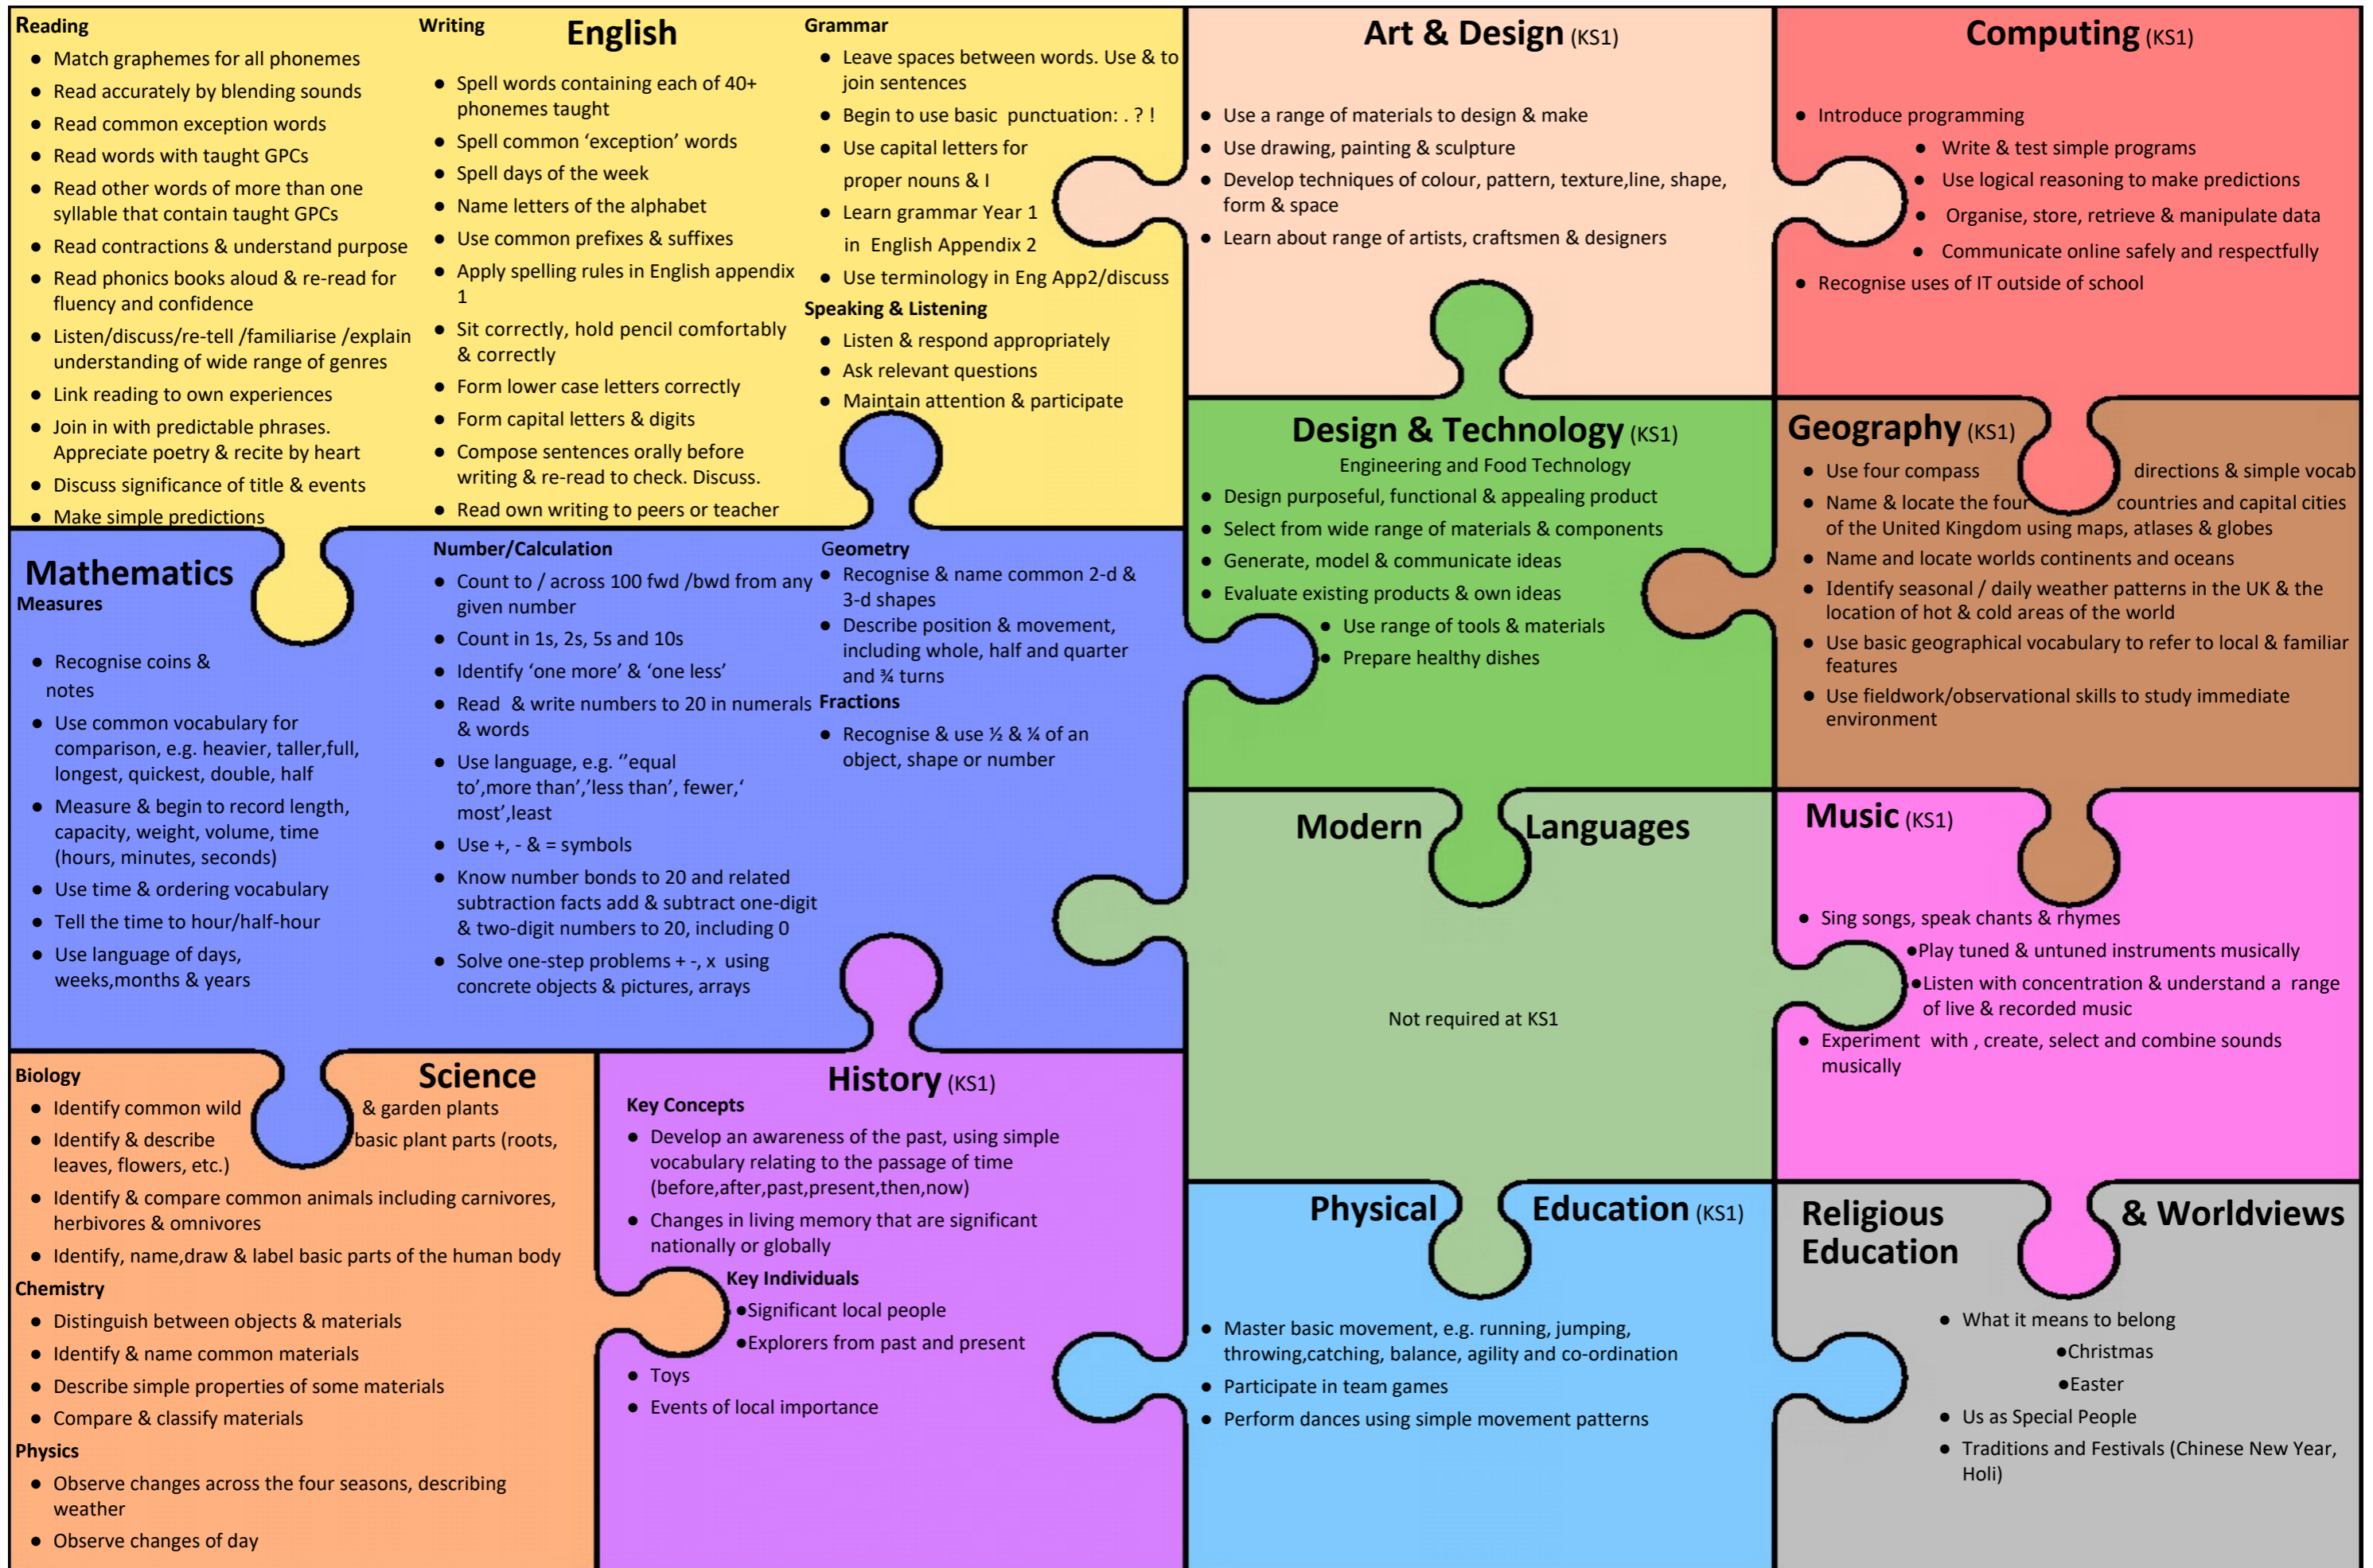 Reading
● Match graphemes for all phonemes
● Read accurately by blending sounds
● Read common exception words
● Read words with taught GPCs
● Read other words of more than one
syllable that contain taught GPCs
● Read contractions & understand purpose
● Read phonics books aloud & re-read for
fluency and confidence
● Listen/discuss/re-tell /familiarise /explain
understanding of wide range of genres
● Link reading to own experiences
● Join in with predictable phrases.
Appreciate poetry & recite by heart
● Discuss significance of title & events
● Make simple predictions
Writing
English
● Spell words containing each of 40+
phonemes taught
● Spell common ‘exception’ words
● Spell days of the week
● Name letters of the alphabet
● Use common prefixes & suffixes
● Apply spelling rules in English appendix
1
● Sit correctly, hold pencil comfortably
& correctly
● Form lower case letters correctly
● Form capital letters & digits
● Compose sentences orally before
writing & re-read to check. Discuss.
● Read own writing to peers or teacher
Grammar
● Leave spaces between words. Use & to
join sentences
● Begin to use basic punctuation: . ? !
● Use capital letters for
proper nouns & I
● Learn grammar Year 1
in English Appendix 2
● Use terminology in Eng App2/discuss
Speaking & Listening
● Listen & respond appropriately
● Ask relevant questions
● Maintain attention & participate
Art & Design (KS1)
● Use a range of materials to design & make
● Use drawing, painting & sculpture
● Develop techniques of colour, pattern, texture,line, shape,
form & space
● Learn about range of artists, craftsmen & designers
Computing (KS1)
● Introduce programming
● Write & test simple programs
● Use logical reasoning to make predictions
● Organise, store, retrieve & manipulate data
● Communicate online safely and respectfully
● Recognise uses of IT outside of school
Design & Technology (KS1)
Engineering and Food Technology
● Design purposeful, functional & appealing product
● Select from wide range of materials & components
● Generate, model & communicate ideas
● Evaluate existing products & own ideas
● Use range of tools & materials
● Prepare healthy dishes
Geography (KS1)
● Use four compass directions & simple vocab
● Name & locate the four countries and capital cities
of the United Kingdom using maps, atlases & globes
● Name and locate worlds continents and oceans
● Identify seasonal / daily weather patterns in the UK & the
location of hot & cold areas of the world
● Use basic geographical vocabulary to refer to local & familiar
features
● Use fieldwork/observational skills to study immediate
environment
Mathematics
Measures
● Recognise coins &
notes
● Use common vocabulary for
comparison, e.g. heavier, taller,full,
longest, quickest, double, half
● Measure & begin to record length,
capacity, weight, volume, time
(hours, minutes, seconds)
● Use time & ordering vocabulary
● Tell the time to hour/half-hour
● Use language of days,
weeks,months & years
Number/Calculation
● Count to / across 100 fwd /bwd from any
given number
● Count in 1s, 2s, 5s and 10s
● Identify ‘one more’ & ‘one less’
● Read & write numbers to 20 in numerals
& words
● Use language, e.g. ‘’equal
to’,more than’,’less than’, fewer,‘
most’,least
● Use +, - & = symbols
● Know number bonds to 20 and related
subtraction facts add & subtract one-digit
& two-digit numbers to 20, including 0
● Solve one-step problems + -, x using
concrete objects & pictures, arrays
Geometry
● Recognise & name common 2-d &
3-d shapes
● Describe position & movement,
including whole, half and quarter
and ¾ turns
Fractions
● Recognise & use ½ & ¼ of an
object, shape or number
Modern Languages
Not required at KS1
Music (KS1)
● Sing songs, speak chants & rhymes
●Play tuned & untuned instruments musically
●Listen with concentration & understand a range
of live & recorded music
● Experiment with , create, select and combine sounds
musically
Science
Biology
● Identify common wild & garden plants
● Identify & describe basic plant parts (roots,
leaves, flowers, etc.)
● Identify & compare common animals including carnivores,
herbivores & omnivores
● Identify, name,draw & label basic parts of the human body
Chemistry
● Distinguish between objects & materials
● Identify & name common materials
● Describe simple properties of some materials
● Compare & classify materials
Physics
● Observe changes across the four seasons, describing
weather
● Observe changes of day
History (KS1)
Key Concepts
● Develop an awareness of the past, using simple
vocabulary relating to the passage of time
(before,after,past,present,then,now)
● Changes in living memory that are significant
nationally or globally
Key Individuals
●Significant local people
●Explorers from past and present
● Toys
● Events of local importance
Physical Education (KS1)
● Master basic movement, e.g. running, jumping,
throwing,catching, balance, agility and co-ordination
● Participate in team games
● Perform dances using simple movement patterns
Religious & Worldviews
Education
● What it means to belong
●Christmas
●Easter
● Us as Special People
● Traditions and Festivals (Chinese New Year,
Holi)